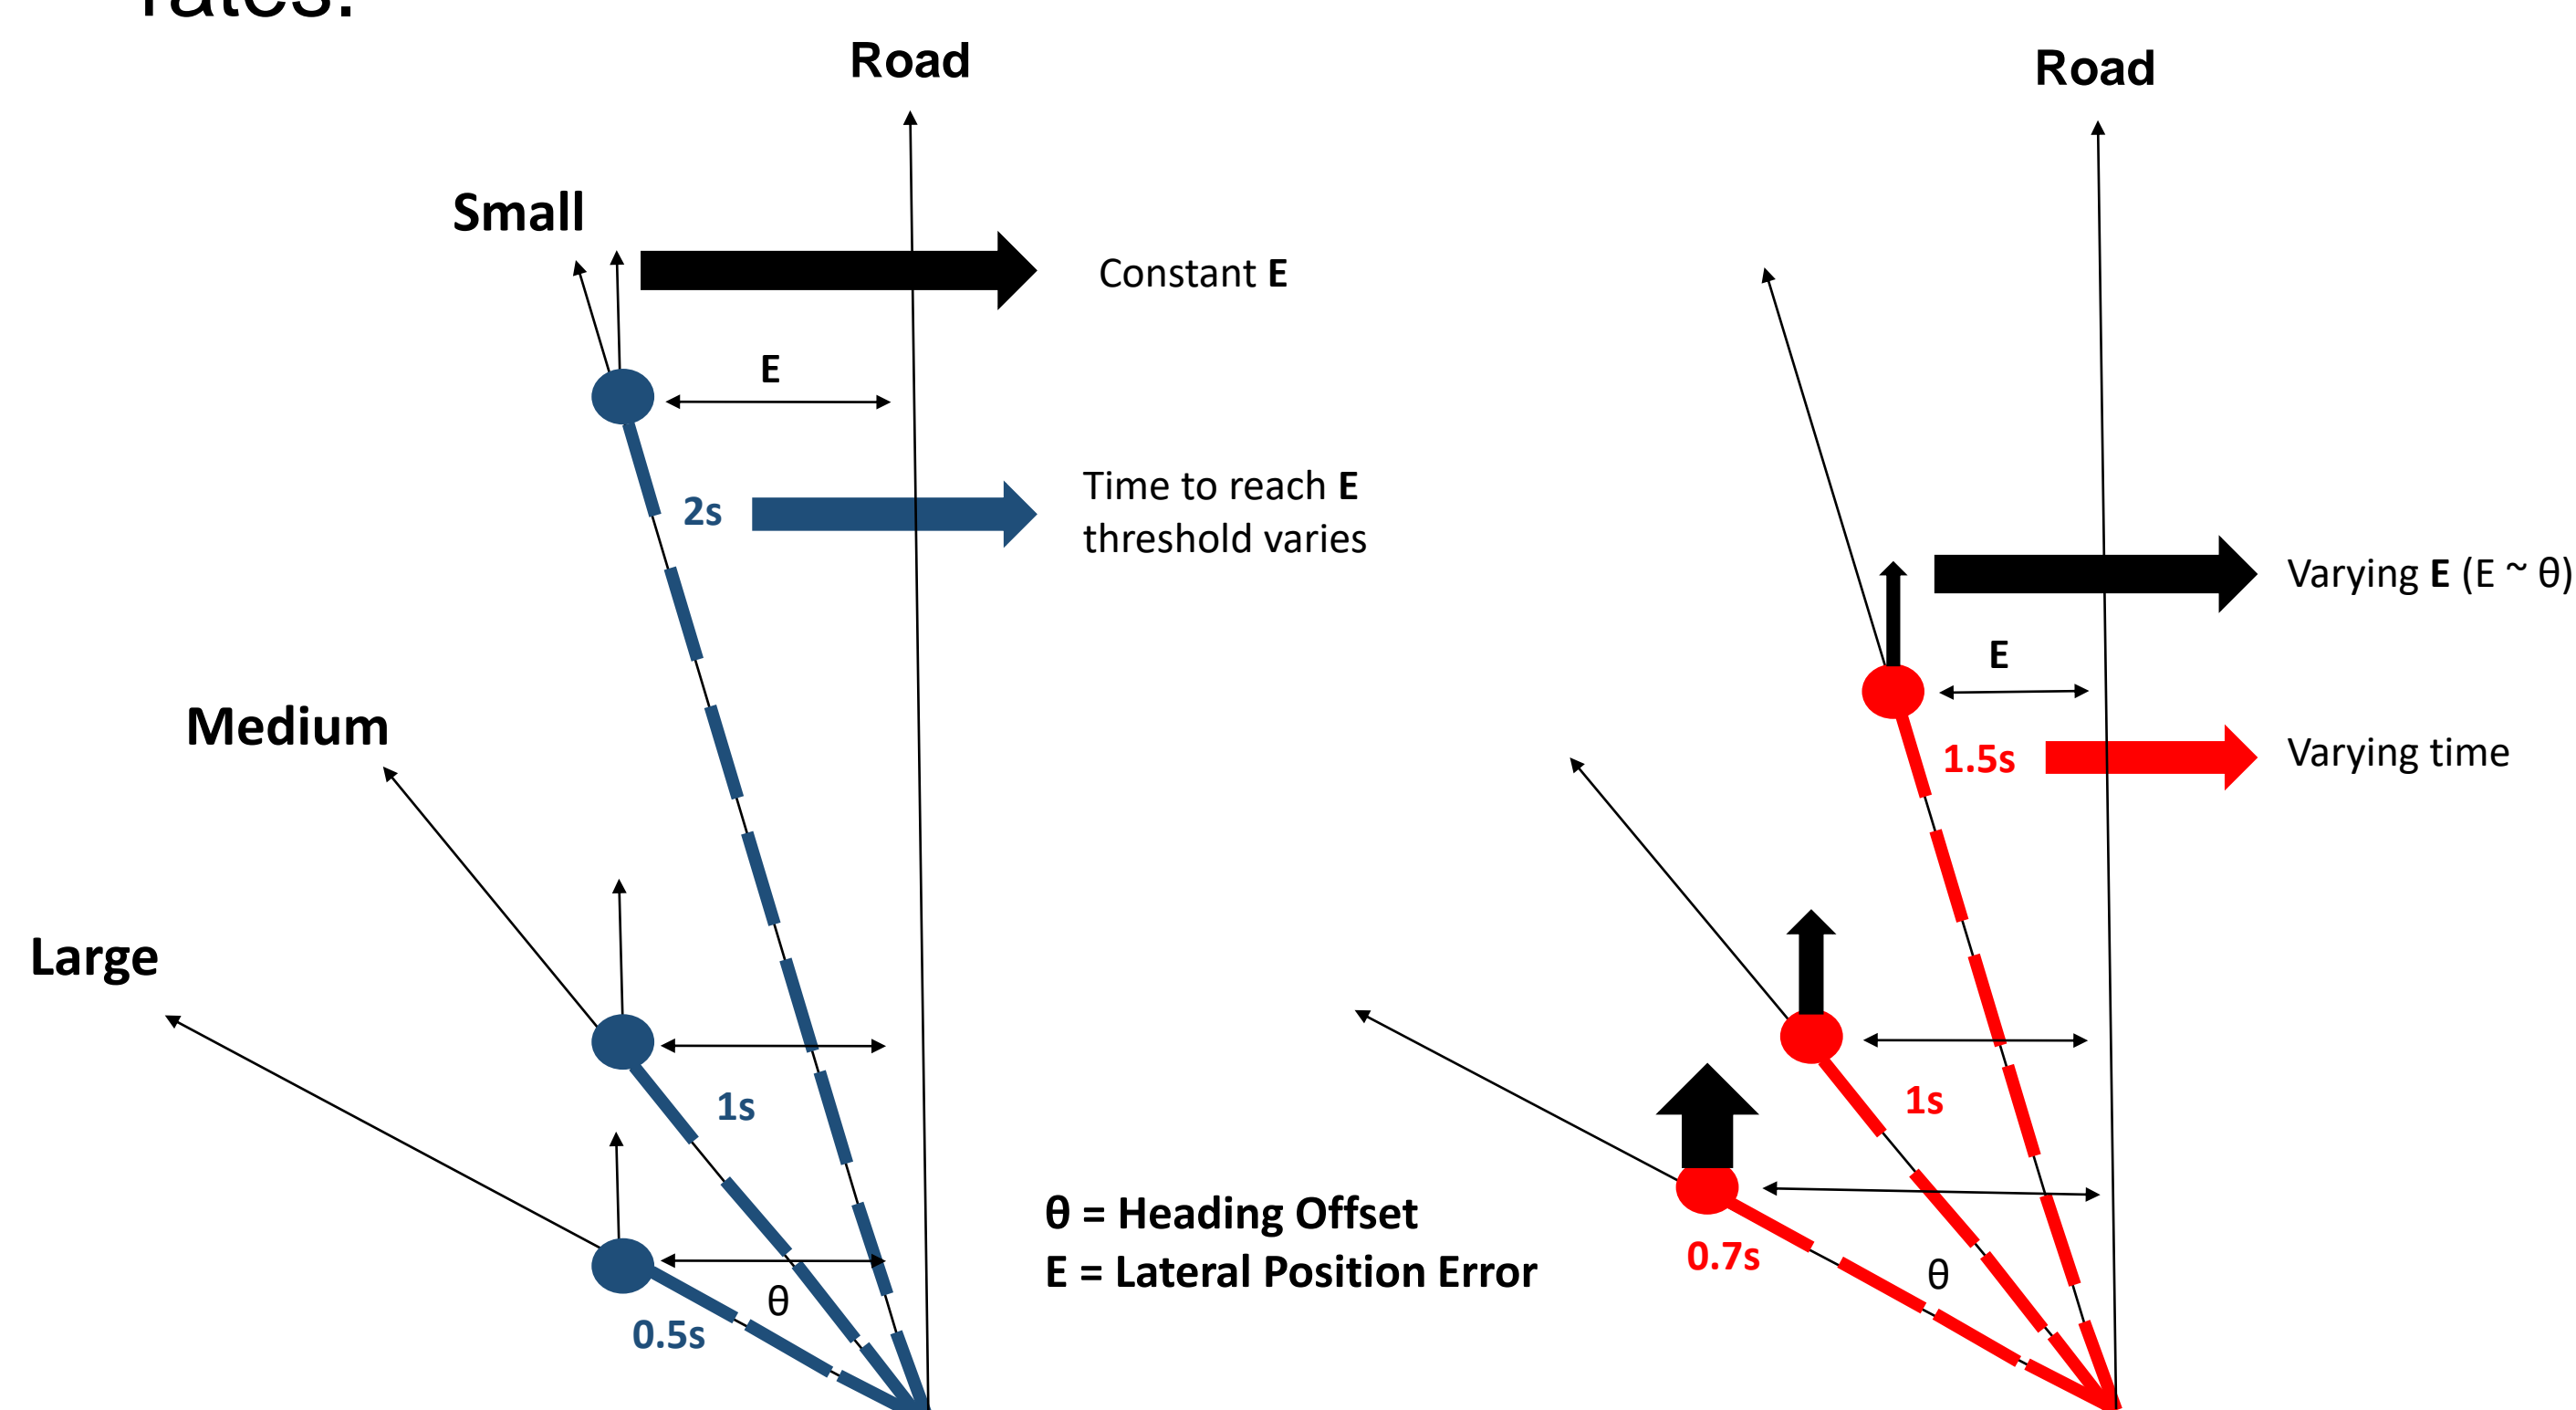 rates.
Road
Road
Small
Constant E
E
2s
Time to reach E
threshold varies
Varying E (E ~ θ)
E
1.5s
Varying time
Medium
Large
1s
1s
θ = Heading Offset
E = Lateral Position Error
θ
0.5s
0.7s
θ